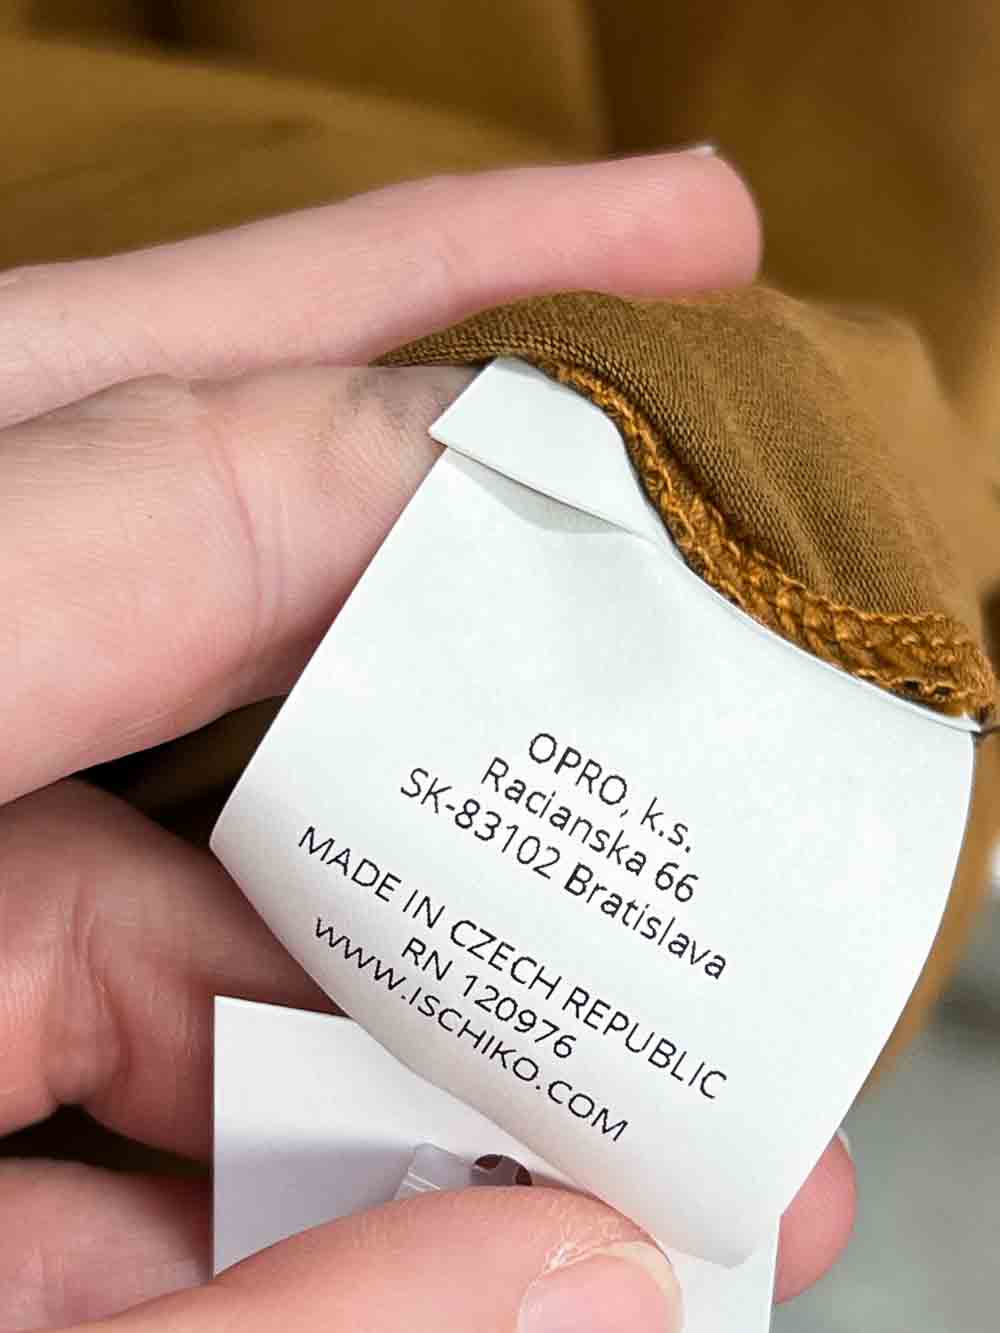 OPRO, k.s.
Racianska 66
SK-83102 Bratislava
MADE IN CZECH REPUBLIC
RN 120976
www.ISCHIKO.COM